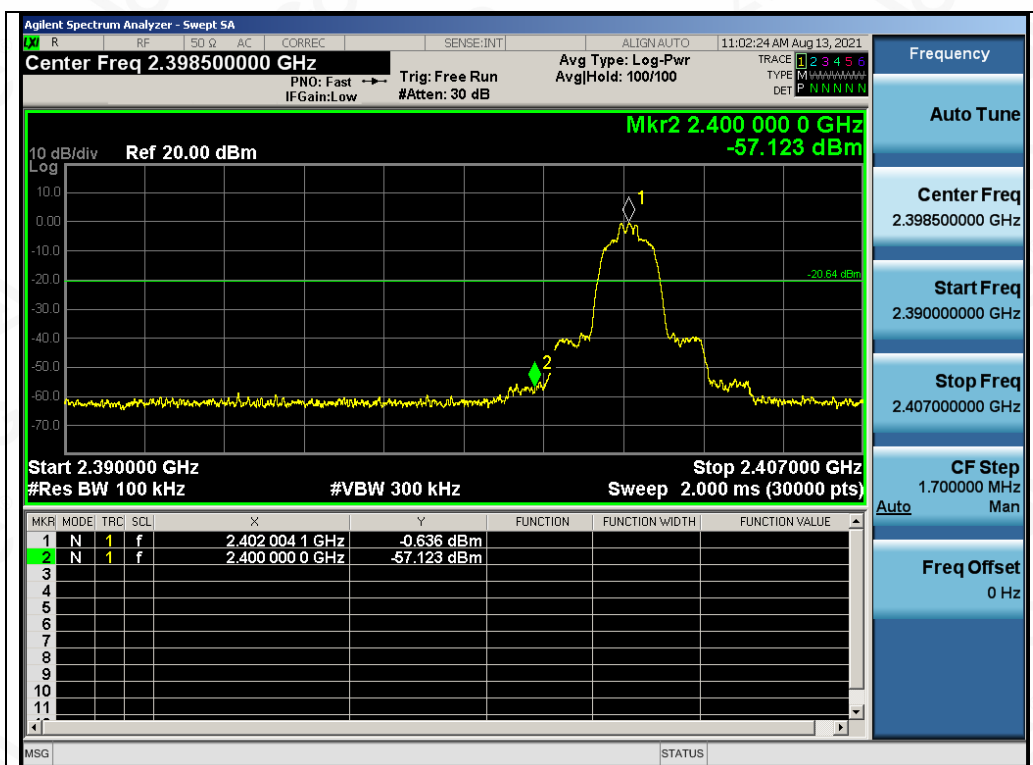 Agilent Spectrum Analyzer - Swept SA
LXI R RF 50 Ω AC CORREC SENSE:INT ALIGN AUTO 11:02:24 AM Aug 13, 2021
Center Freq 2.398500000 GHz
PNO: Fast
IFGain:Low
Trig: Free Run
#Atten: 30 dB
Avg Type: Log-Pwr
Avg|Hold: 100/100
TRACE 1 2 3 4 5 6
TYPE M
DET P N N N N N
Frequency
Mkr2 2.400 000 0 GHz
-57.123 dBm
10 dB/div Ref 20.00 dBm
Log
10.0
0.00
-10.0
-20.0
-30.0
-40.0
-50.0
-60.0
-70.0
1
2
-20.64 dBm
Start 2.390000 GHz Stop 2.407000 GHz
#Res BW 100 kHz #VBW 300 kHz Sweep 2.000 ms (30000 pts)
MKR MODE TRC SCL X Y FUNCTION FUNCTION WIDTH FUNCTION VALUE
1 N 1 f 2.402 004 1 GHz -0.636 dBm
2 N 1 f 2.400 000 0 GHz -57.123 dBm
3
4
5
6
7
8
9
10
11
Auto Tune
Center Freq
2.398500000 GHz
Start Freq
2.390000000 GHz
Stop Freq
2.407000000 GHz
CF Step
1.700000 MHz
Auto Man
Freq Offset
0 Hz
MSG STATUS